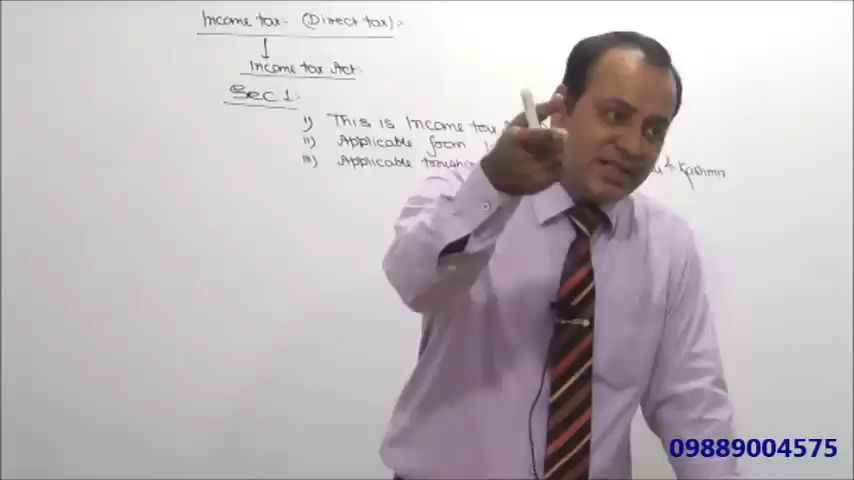 Income tax:- (Direct tax):-
Income tax Act:-
Sec 1:-
i) This is Income tax
ii) Applicable from 1-
iii) Applicable & Kashmir
09889004575